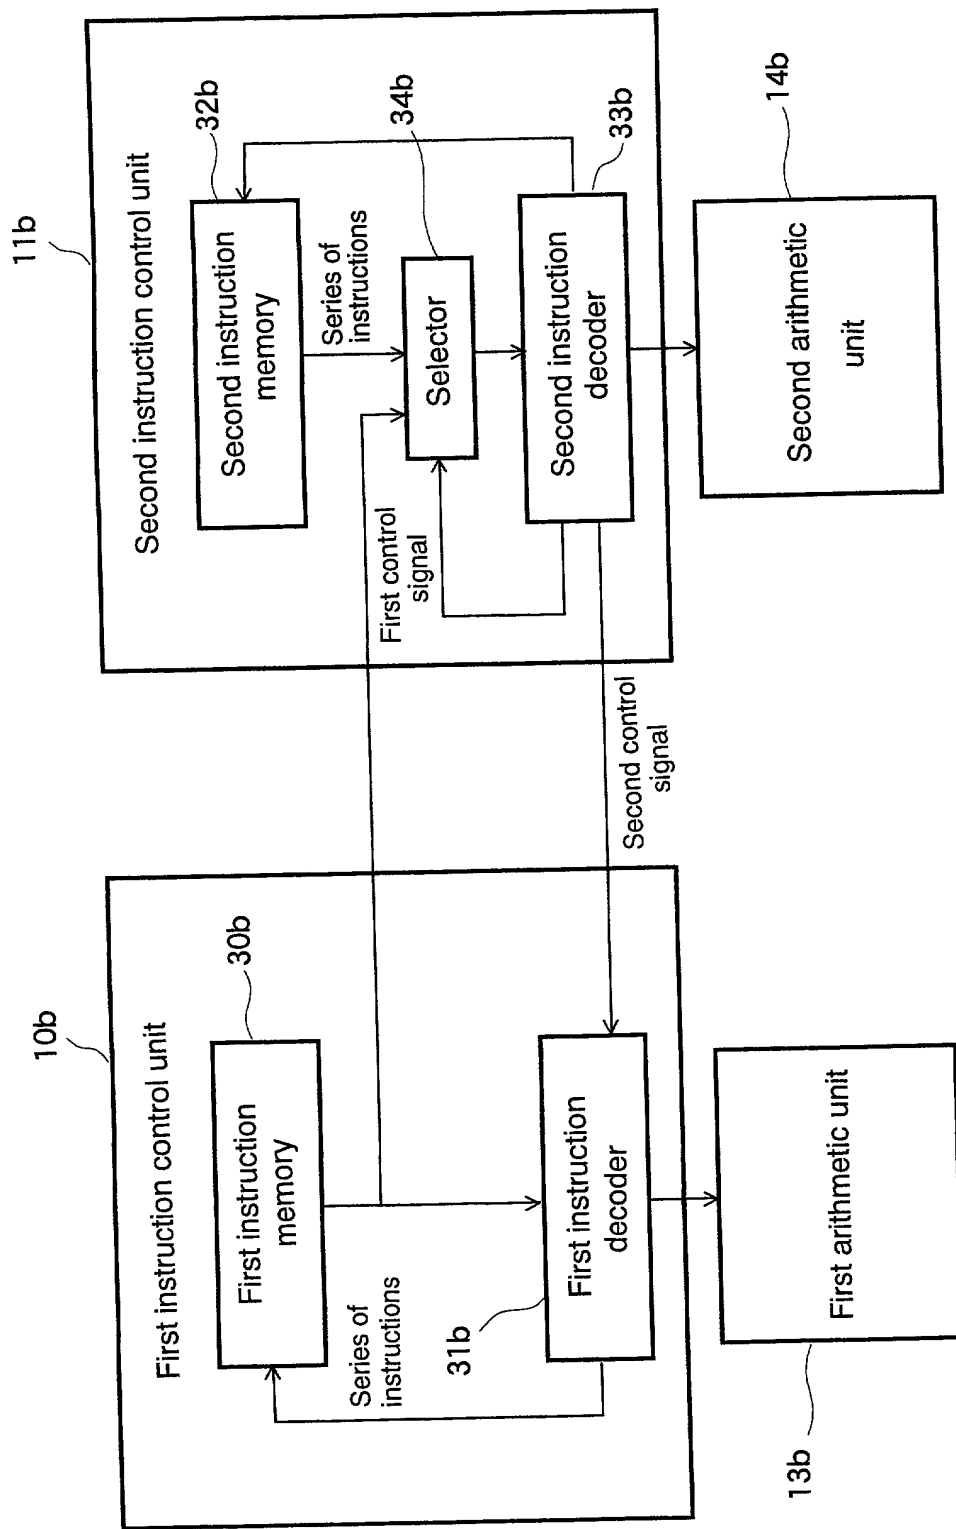 10b
First instruction control unit
First instruction
memory
30b
Series of
instructions
31b
First instruction
decoder
First arithmetic unit
13b
Second control
signal
11b
Second instruction control unit
Second instruction
memory
32b
Series of
instructions
34b
Selector
First control
signal
Second instruction
decoder
33b
Second arithmetic
unit
14b